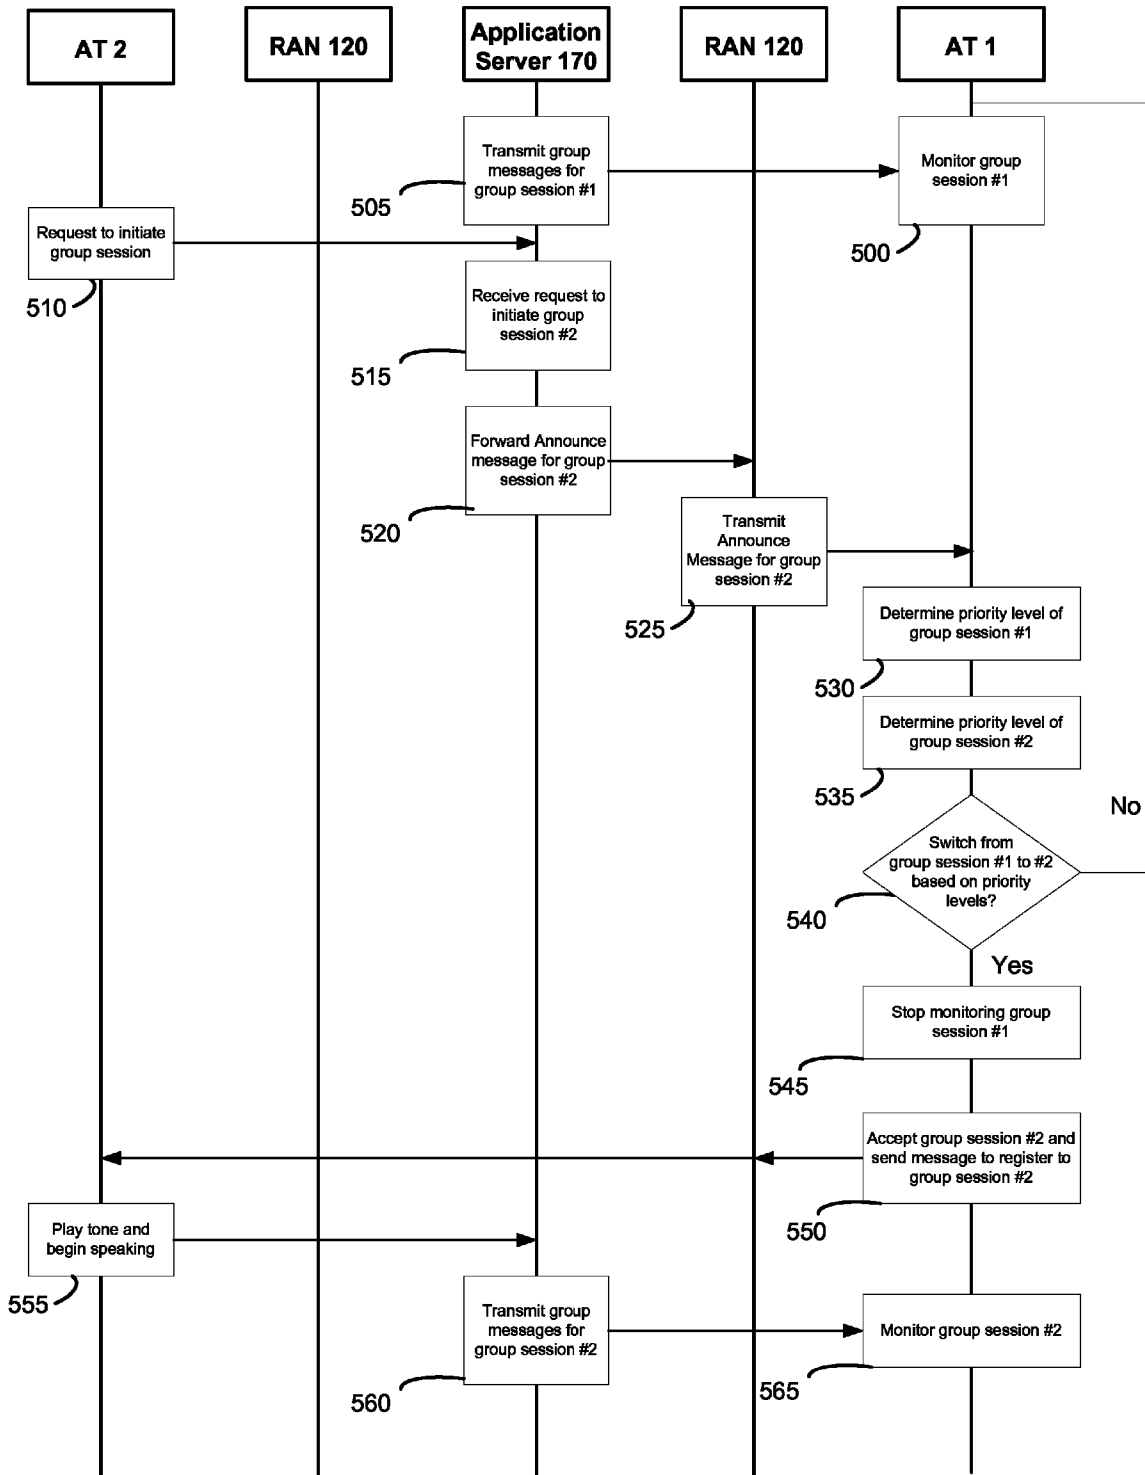 AT 2
RAN 120
Application
Server 170
RAN 120
AT 1
Transmit group
messages for
group session #1
505
Monitor group
session #1
500
Request to initiate
group session
510
Receive request to
initiate group
session #2
515
Forward Announce
message for group
session #2
520
Transmit
Announce
Message for group
session #2
525
Determine priority level of
group session #1
530
Determine priority level of
group session #2
535
No
Switch from
group session #1 to #2
based on priority
levels?
540
Yes
Stop monitoring group
session #1
545
Accept group session #2 and
send message to register to
group session #2
550
Play tone and
begin speaking
555
Transmit group
messages for
group session #2
560
Monitor group session #2
565